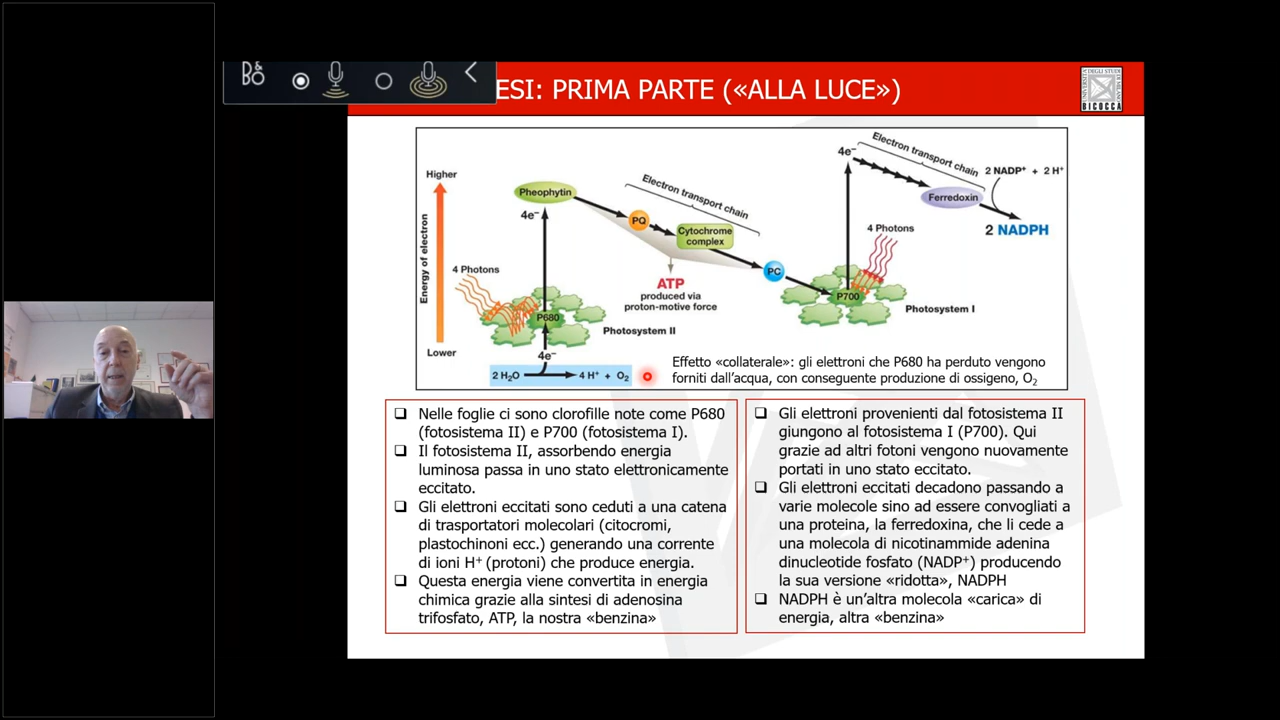 B&
BO
ESI: PRIMA PARTE («ALLA LUCE»)
BICOCCA
Higher
Energy of electron
Lower
Pheophytin
4e⁻
4 Photons
P680
Photosystem II
4e⁻
2 H₂O
4 H⁺ + O₂
Electron transport chain
PQ
Cytochrome
complex
PC
ATP
produced via
proton-motive force
4e⁻
Electron transport chain
2 NADP⁺ + 2 H⁺
Ferredoxin
2 NADPH
4 Photons
P700
Photosystem I
Effetto «collaterale»: gli elettroni che P680 ha perduto vengono
forniti dall'acqua, con conseguente produzione di ossigeno, O₂
❑ Nelle foglie ci sono clorofille note come P680
(fotosistema II) e P700 (fotosistema I).
❑ Il fotosistema II, assorbendo energia
luminosa passa in uno stato elettronicamente
eccitato.
❑ Gli elettroni eccitati sono ceduti a una catena
di trasportatori molecolari (citocromi,
plastochinoni ecc.) generando una corrente
di ioni H⁺ (protoni) che produce energia.
❑ Questa energia viene convertita in energia
chimica grazie alla sintesi di adenosina
trifosfato, ATP, la nostra «benzina»
❑ Gli elettroni provenienti dal fotosistema II
giungono al fotosistema I (P700). Qui
grazie ad altri fotoni vengono nuovamente
portati in uno stato eccitato.
❑ Gli elettroni eccitati decadono passando a
varie molecole sino ad essere convogliati a
una proteina, la ferredoxina, che li cede a
una molecola di nicotinammide adenina
dinucleotide fosfato (NADP⁺) producendo
la sua versione «ridotta», NADPH
❑ NADPH è un'altra molecola «carica» di
energia, altra «benzina»